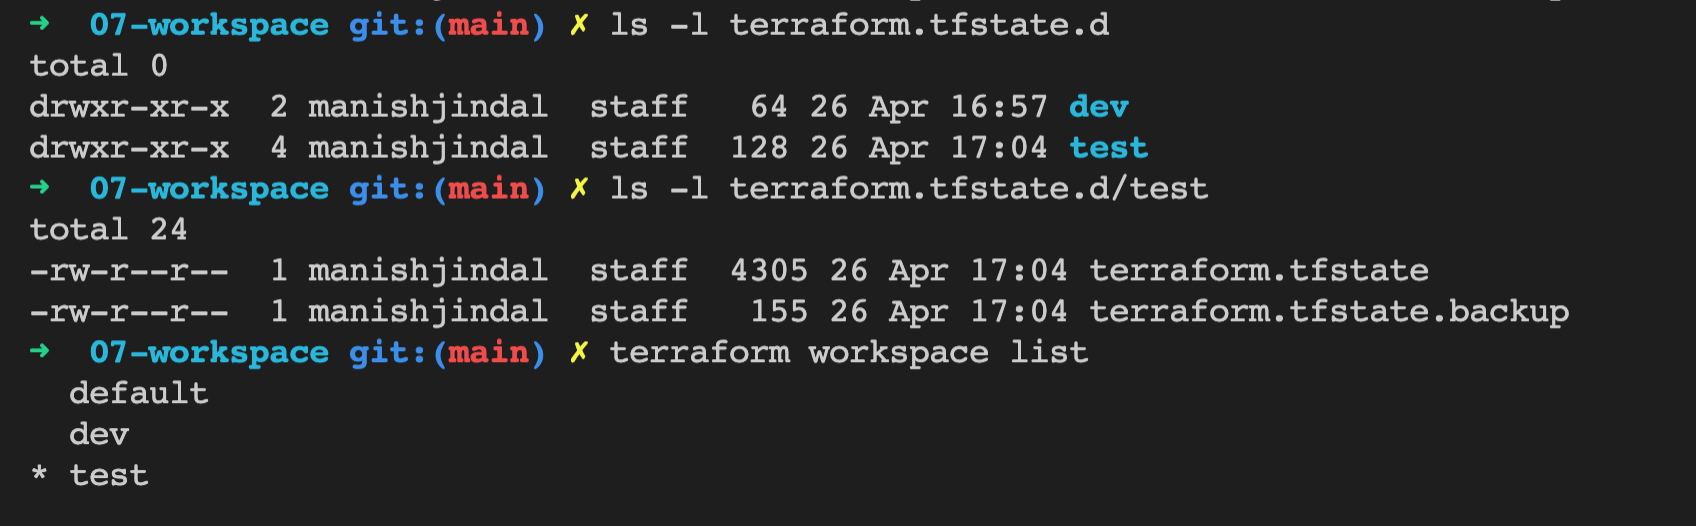 ➜  07-workspace git:(main) ✗ ls -l terraform.tfstate.d
total 0
drwxr-xr-x  2 manishjindal  staff   64 26 Apr 16:57 dev
drwxr-xr-x  4 manishjindal  staff  128 26 Apr 17:04 test
➜  07-workspace git:(main) ✗ ls -l terraform.tfstate.d/test
total 24
-rw-r--r--  1 manishjindal  staff  4305 26 Apr 17:04 terraform.tfstate
-rw-r--r--  1 manishjindal  staff   155 26 Apr 17:04 terraform.tfstate.backup
➜  07-workspace git:(main) ✗ terraform workspace list
  default
  dev
* test